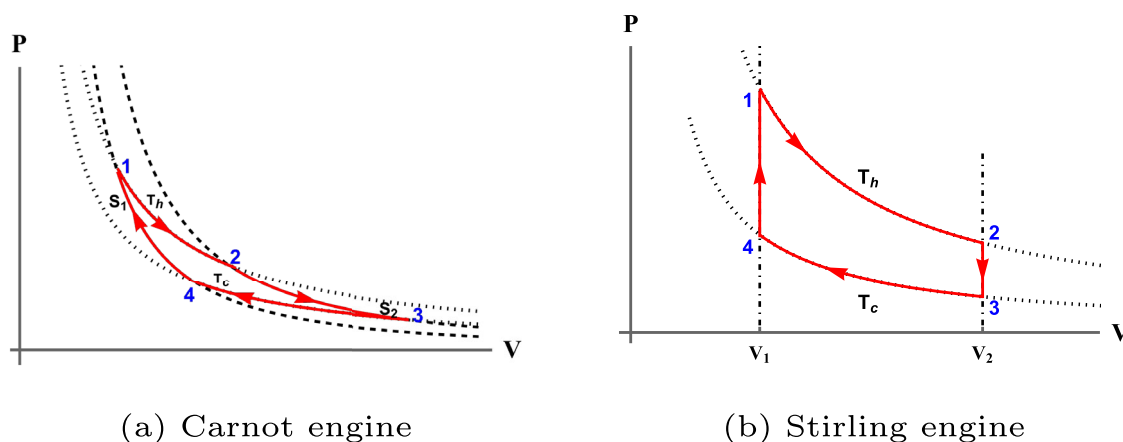 P
1
S1
Th
2
Tc
4
S2
3
V
(a) Carnot engine
P
1
Th
2
4
Tc
3
V
V1
V2
(b) Stirling engine